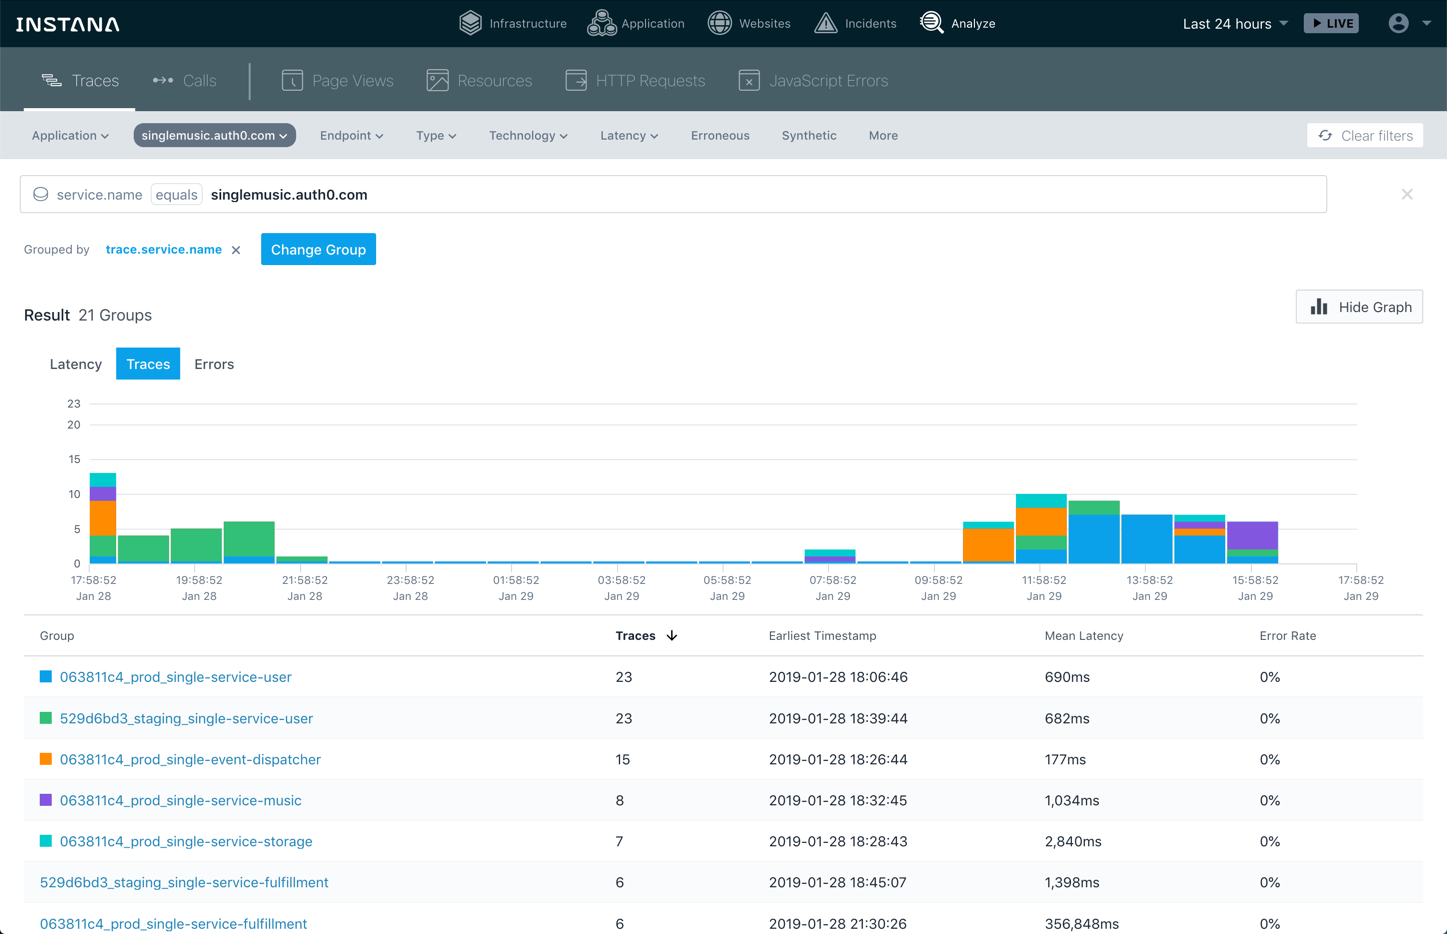 INSTANA Infrastructure Application Websites Incidents Analyze Last 24 hours LIVE
Traces Calls Page Views Resources HTTP Requests JavaScript Errors
Application singlemusic.auth0.com Endpoint Type Technology Latency Erroneous Synthetic More Clear filters
service.name equals singlemusic.auth0.com
Grouped by trace.service.name Change Group
Result 21 Groups Hide Graph
Latency Traces Errors
23
20
15
10
5
0
17:58:52 19:58:52 21:58:52 23:58:52 01:58:52 03:58:52 05:58:52 07:58:52 09:58:52 11:58:52 13:58:52 15:58:52 17:58:52
Jan 28 Jan 28 Jan 28 Jan 28 Jan 29 Jan 29 Jan 29 Jan 29 Jan 29 Jan 29 Jan 29 Jan 29 Jan 29
Group Traces Earliest Timestamp Mean Latency Error Rate
063811c4_prod_single-service-user 23 2019-01-28 18:06:46 690ms 0%
529d6bd3_staging_single-service-user 23 2019-01-28 18:39:44 682ms 0%
063811c4_prod_single-event-dispatcher 15 2019-01-28 18:26:44 177ms 0%
063811c4_prod_single-service-music 8 2019-01-28 18:32:45 1,034ms 0%
063811c4_prod_single-service-storage 7 2019-01-28 18:28:43 2,840ms 0%
529d6bd3_staging_single-service-fulfillment 6 2019-01-28 18:45:07 1,398ms 0%
063811c4_prod_single-service-fulfillment 6 2019-01-28 21:30:26 356,848ms 0%